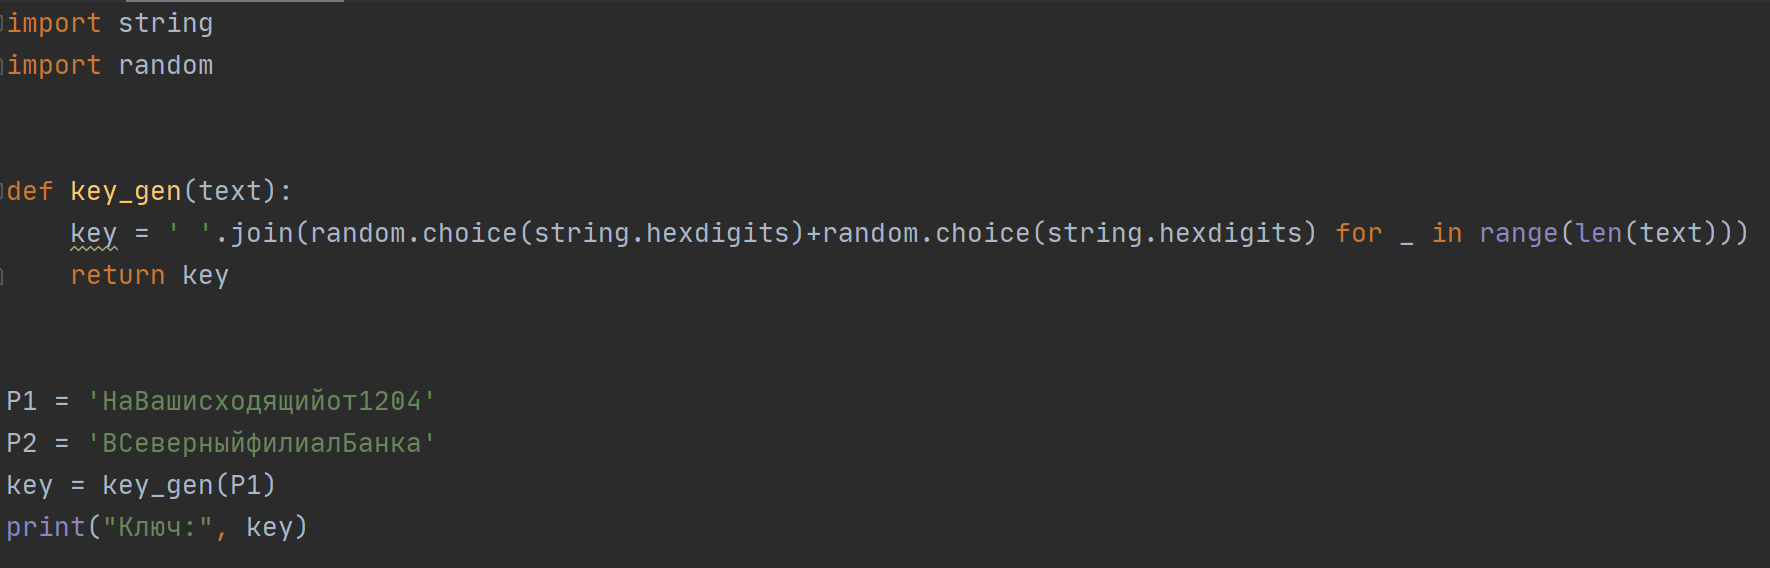 import string
import random
def key_gen(text):
    key = ' '.join(random.choice(string.hexdigits)+random.choice(string.hexdigits) for _ in range(len(text)))
    return key
P1 = 'НаВашисходящийот1204'
P2 = 'ВСеверныйфилиалБанка'
key = key_gen(P1)
print("Ключ:", key)